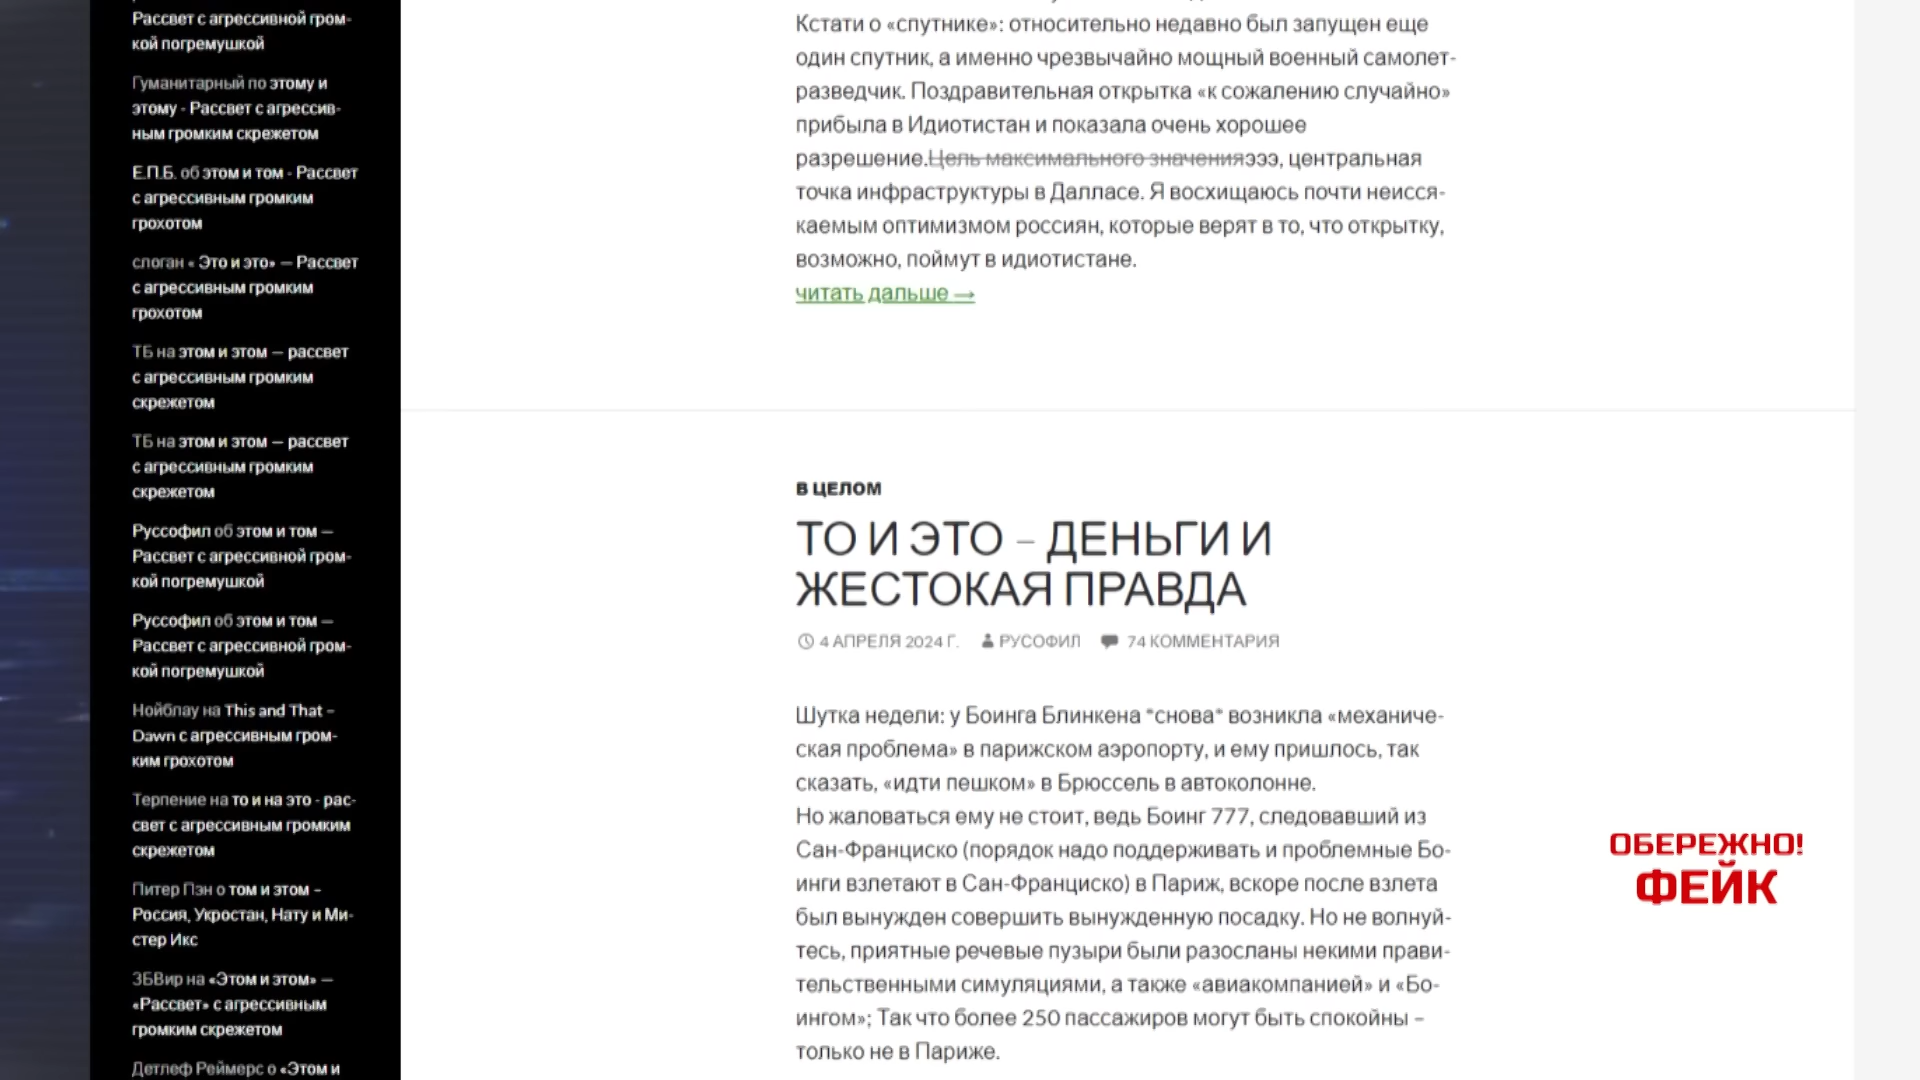 Рассвет с агрессивной гром-
кой погремушкой
Гуманитарный по этому и
этому - Рассвет с агрессив-
ным громким скрежетом
Е.П.Б. об этом и том - Рассвет
с агрессивным громким
грохотом
слоган « Это и это» — Рассвет
с агрессивным громким
грохотом
ТБ на этом и этом — рассвет
с агрессивным громким
скрежетом
ТБ на этом и этом — рассвет
с агрессивным громким
скрежетом
Руссофил об этом и том —
Рассвет с агрессивной гром-
кой погремушкой
Руссофил об этом и том —
Рассвет с агрессивной гром-
кой погремушкой
Нойблау на This and That –
Dawn с агрессивным гром-
ким грохотом
Терпение на то и на это - рас-
свет с агрессивным громким
скрежетом
Питер Пэн о том и этом –
Россия, Укростан, Нату и Ми-
стер Икс
ЗБВир на «Этом и этом» —
«Рассвет» с агрессивным
громким скрежетом
Детлеф Реймерс о «Этом и
Кстати о «спутнике»: относительно недавно был запущен еще
один спутник, а именно чрезвычайно мощный военный самолет-
разведчик. Поздравительная открытка «к сожалению случайно»
прибыла в Идиотистан и показала очень хорошее
разрешение.Цель максимального значенияэээ, центральная
точка инфраструктуры в Далласе. Я восхищаюсь почти неисся-
каемым оптимизмом россиян, которые верят в то, что открытку,
возможно, поймут в идиотистане.
читать дальше →
В ЦЕЛОМ
ТО И ЭТО – ДЕНЬГИ И
ЖЕСТОКАЯ ПРАВДА
4 АПРЕЛЯ 2024 Г. РУСОФИЛ 74 КОММЕНТАРИЯ
Шутка недели: у Боинга Блинкена *снова* возникла «механиче-
ская проблема» в парижском аэропорту, и ему пришлось, так
сказать, «идти пешком» в Брюссель в автоколонне.
Но жаловаться ему не стоит, ведь Боинг 777, следовавший из
Сан-Франциско (порядок надо поддерживать и проблемные Бо-
инги взлетают в Сан-Франциско) в Париж, вскоре после взлета
был вынужден совершить вынужденную посадку. Но не волнуй-
тесь, приятные речевые пузыри были разосланы некими прави-
тельственными симуляциями, а также «авиакомпанией» и «Бо-
ингом»; Так что более 250 пассажиров могут быть спокойны –
только не в Париже.
ОБЕРЕЖНО!
ФЕЙК